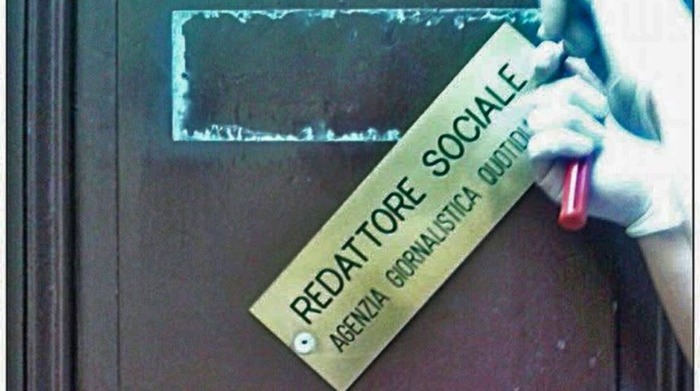 REDATTORE SOCIALE
AGENZIA GIORNALISTICA